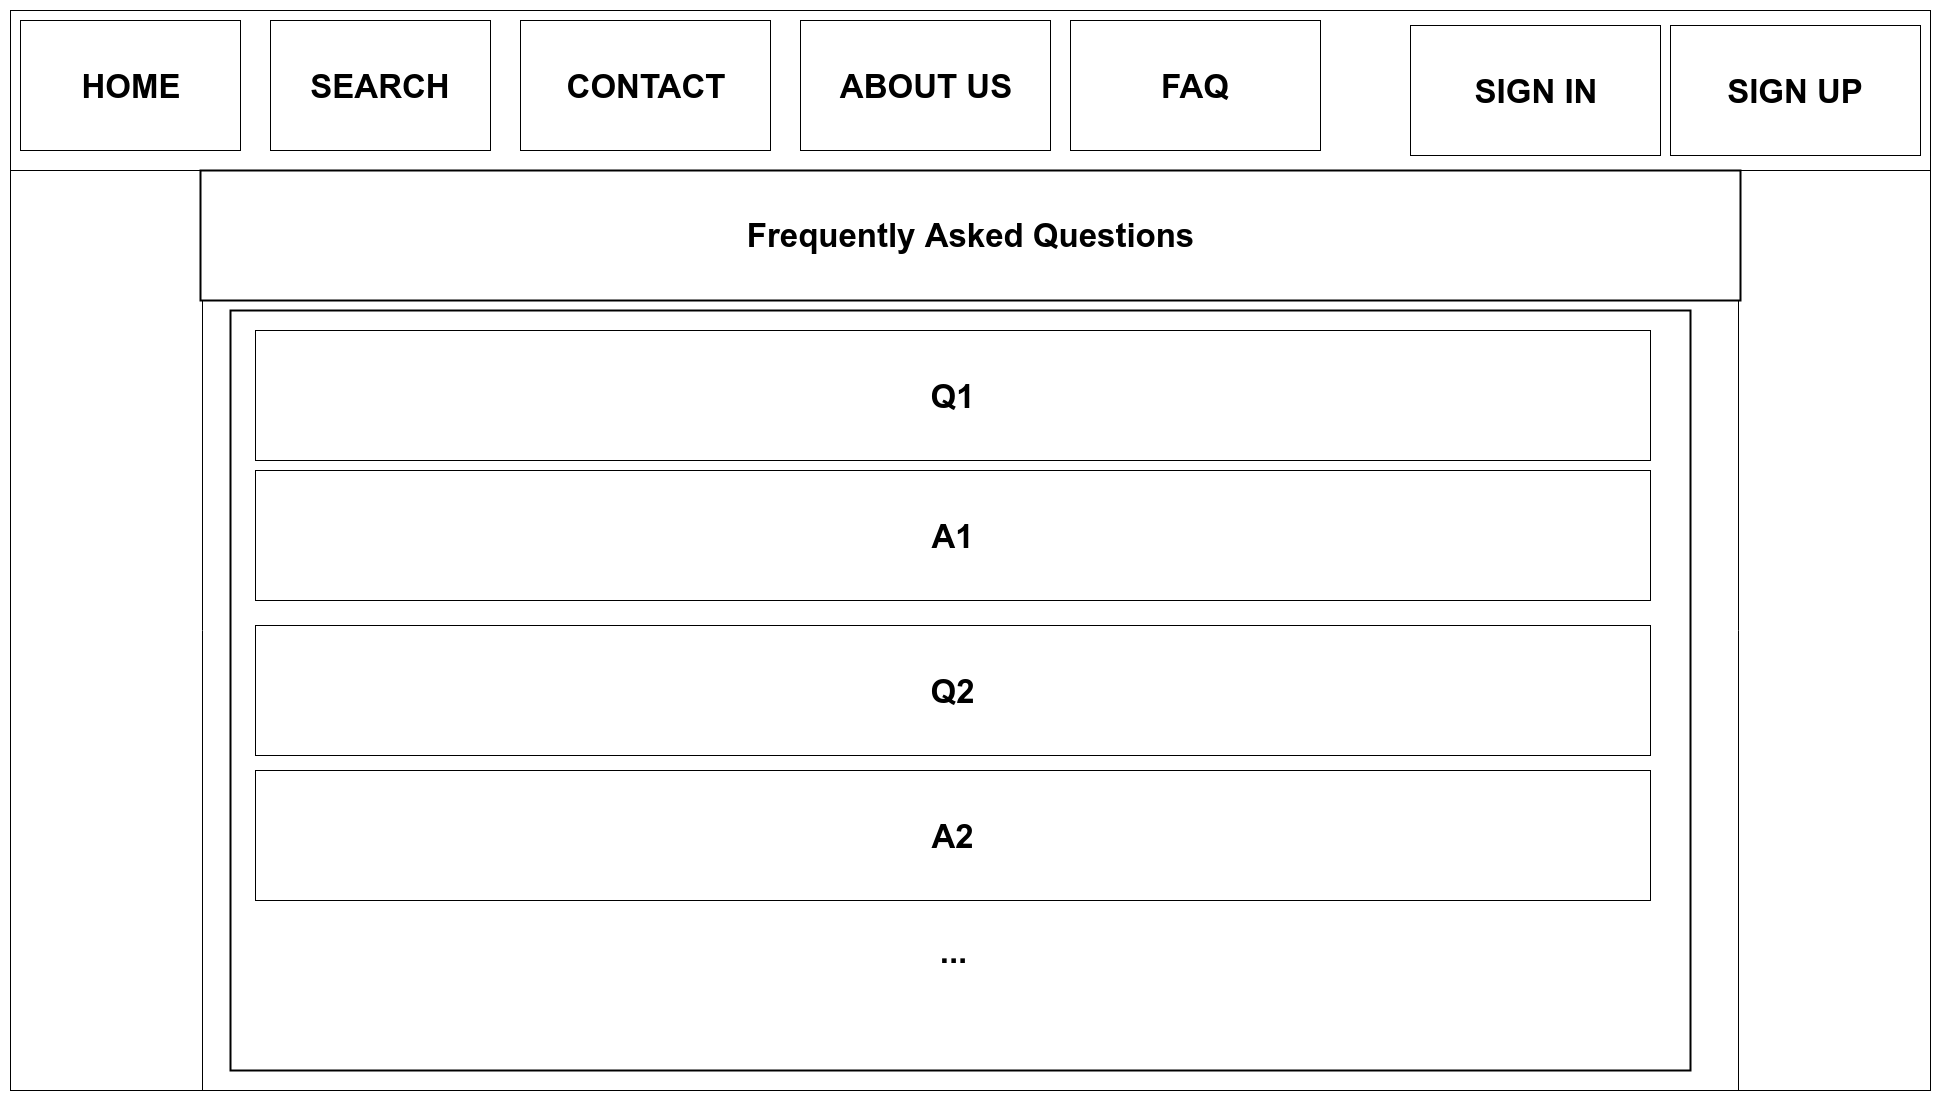 HOME
SEARCH
CONTACT
ABOUT US
FAQ
SIGN IN
SIGN UP
Frequently Asked Questions
Q1
A1
Q2
A2
...